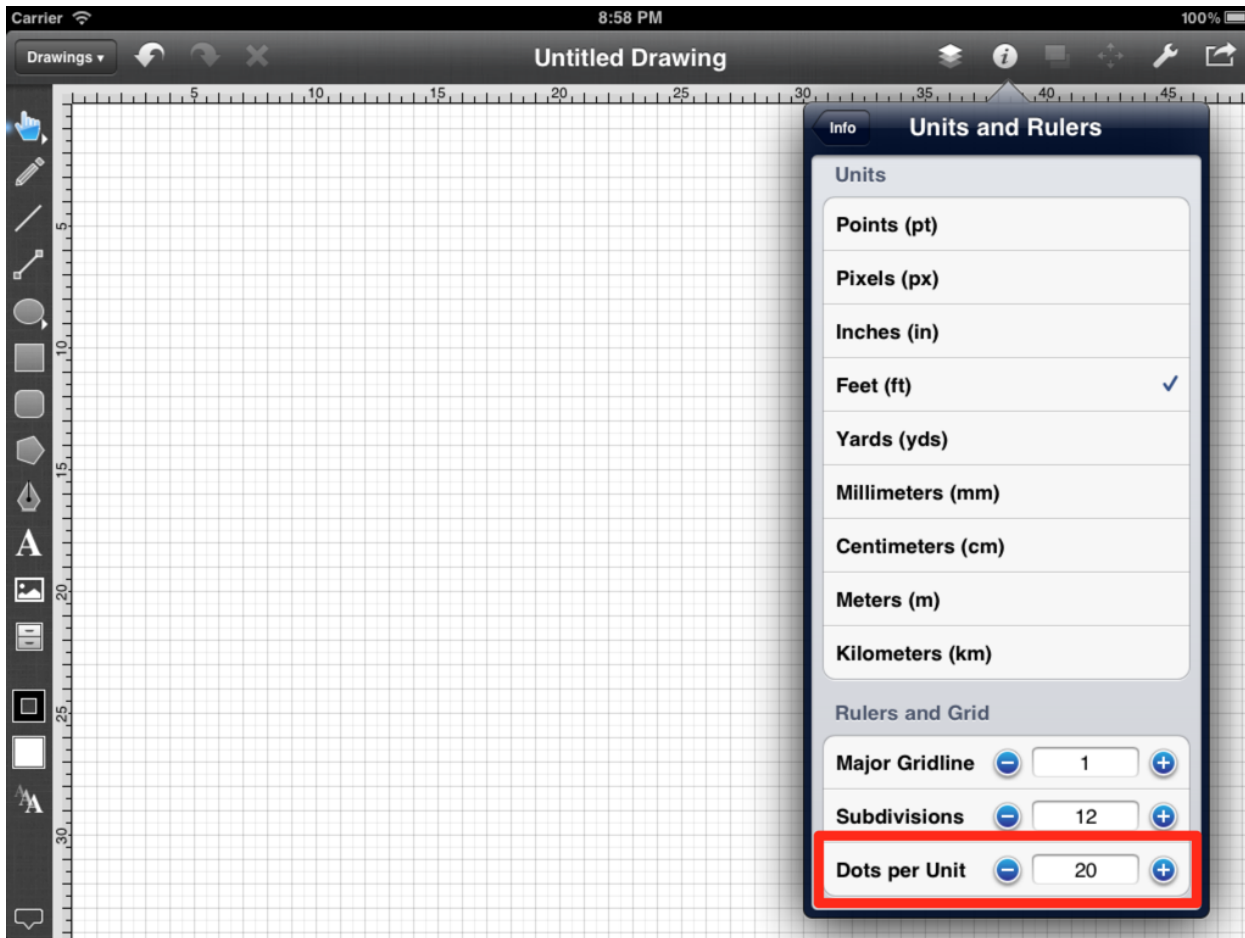 Carrier 8:58 PM 100%
Drawings Untitled Drawing
5 10 15 20 25 30 35 40 45
Info Units and Rulers
Units
Points (pt)
Pixels (px)
Inches (in)
Feet (ft)
Yards (yds)
Millimeters (mm)
Centimeters (cm)
Meters (m)
Kilometers (km)
Rulers and Grid
Major Gridline 1
Subdivisions 12
Dots per Unit 20
5
10
15
20
25
30
A
AAA